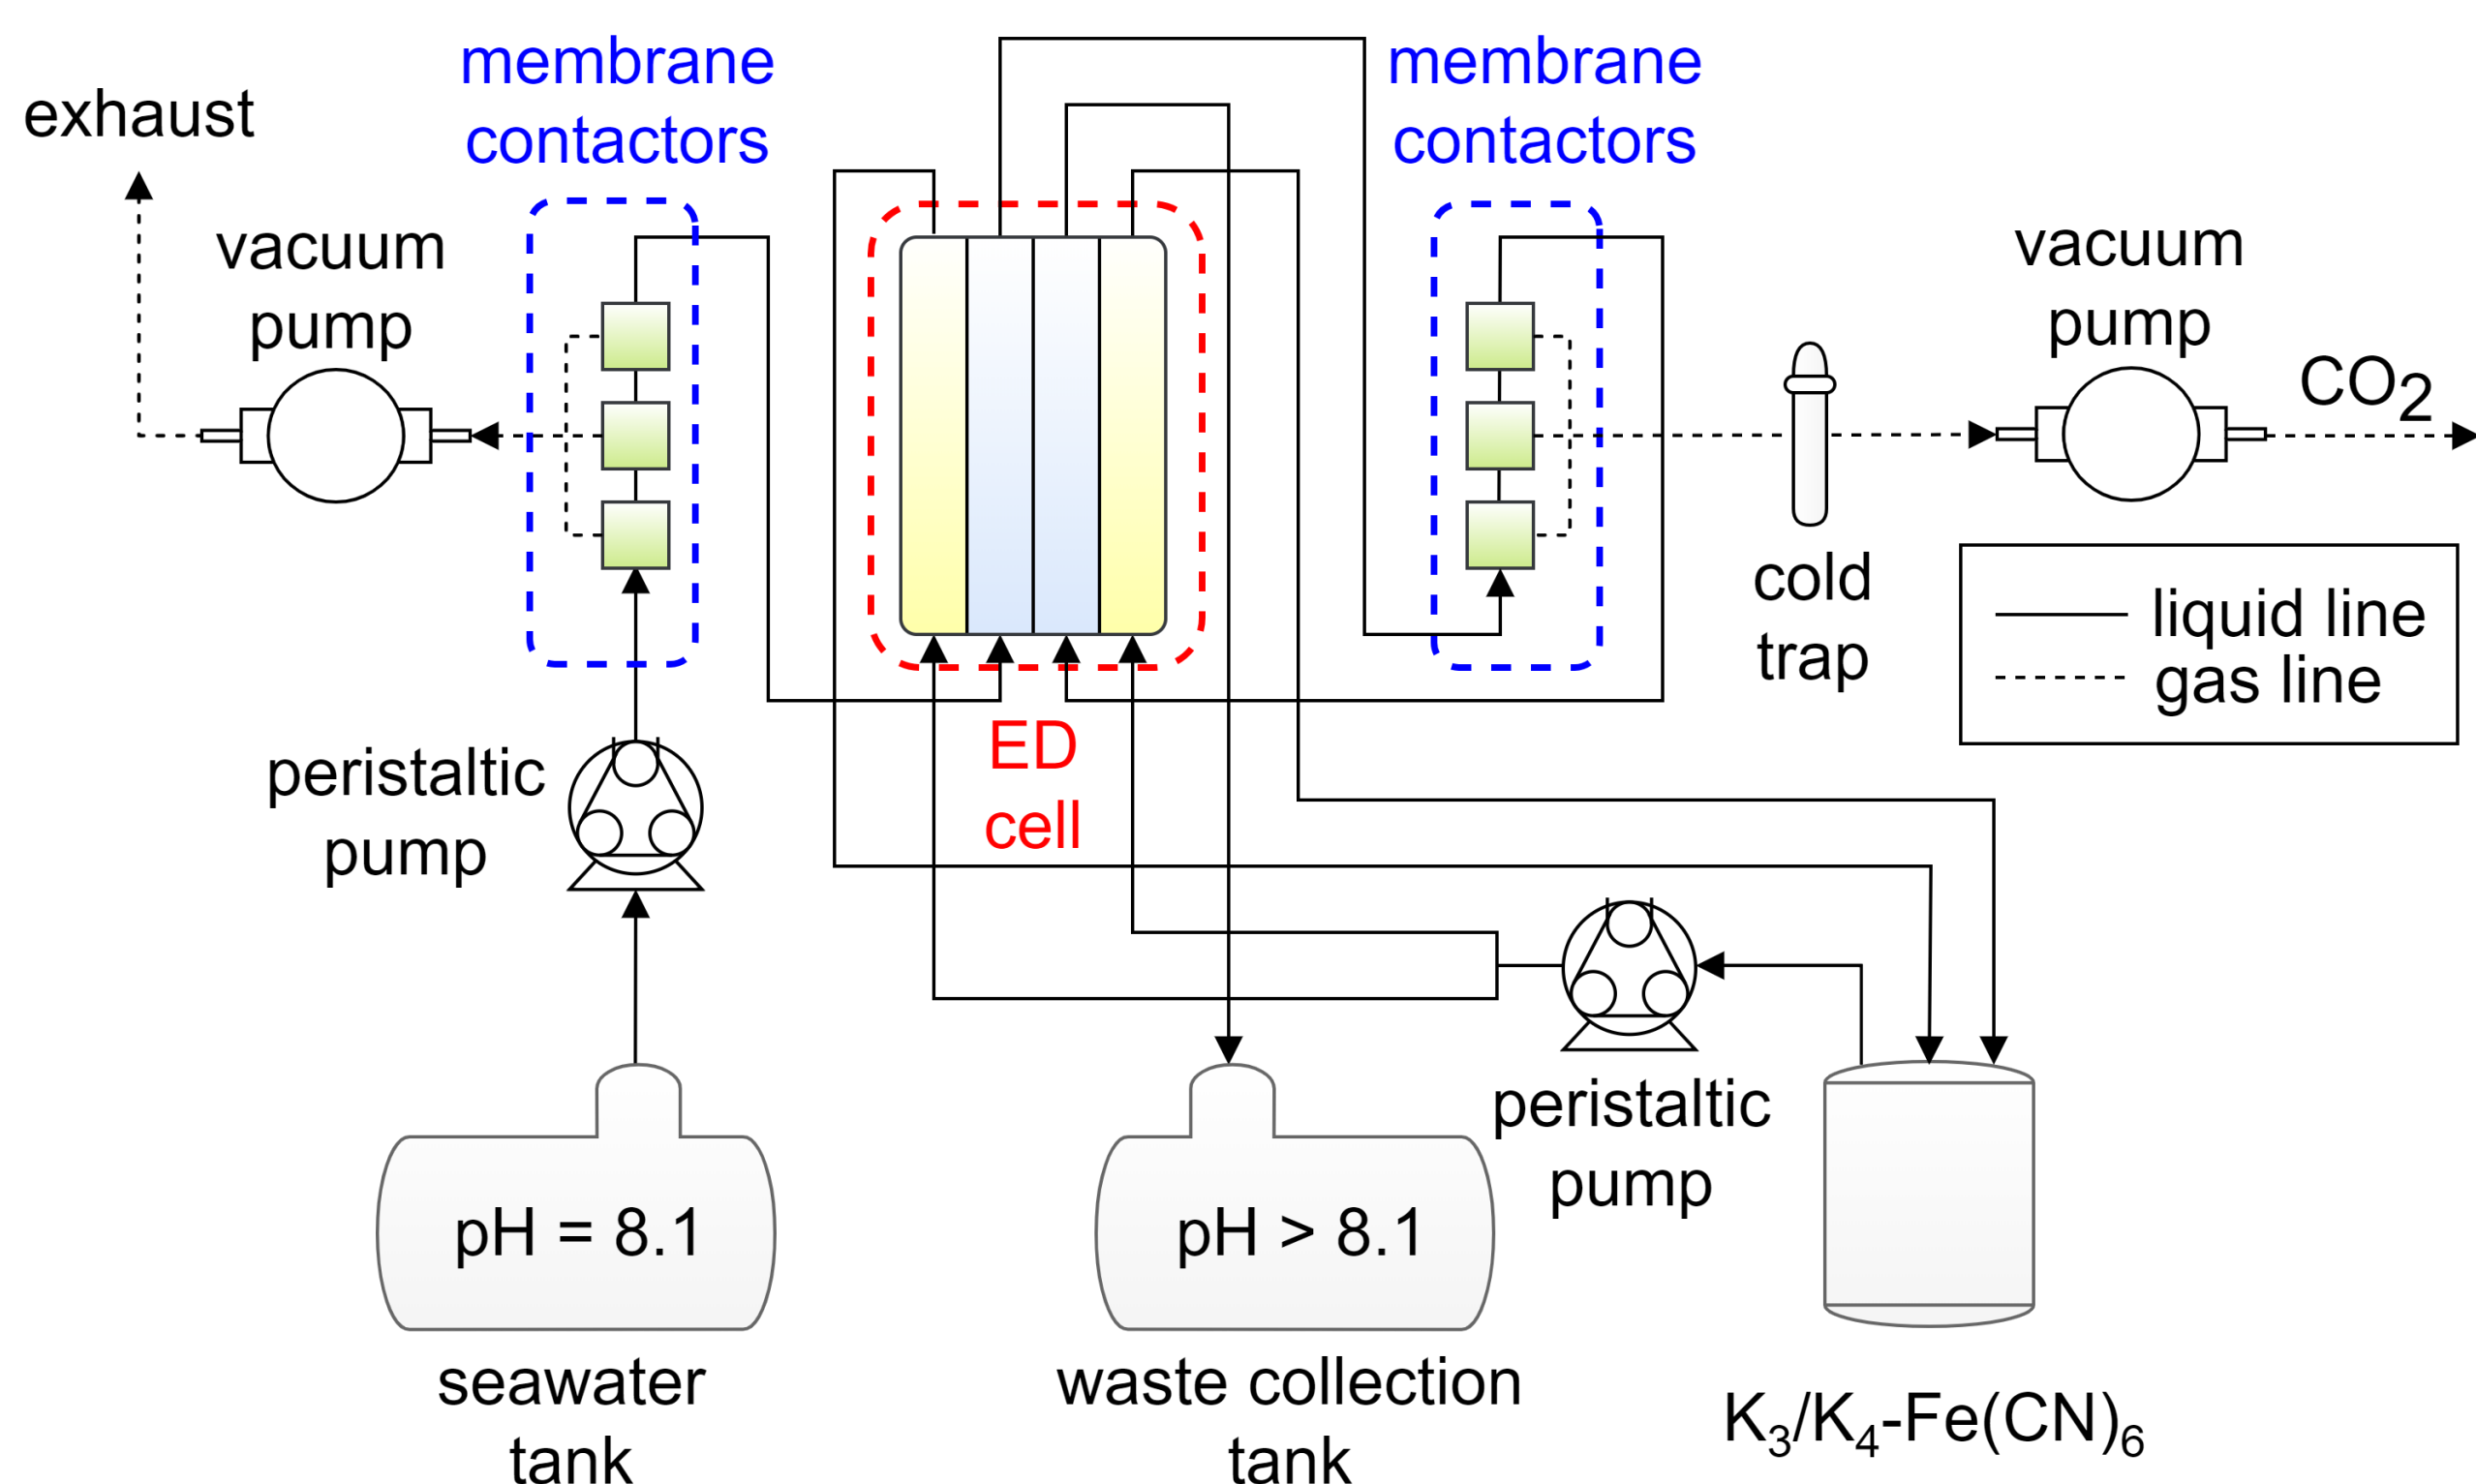 membrane
contactors
membrane
contactors
exhaust
vacuum
pump
vacuum
pump
CO2
cold
trap
liquid line
gas line
ED
cell
peristaltic
pump
peristaltic
pump
pH = 8.1
pH > 8.1
seawater
tank
waste collection
tank
K3/K4-Fe(CN)6